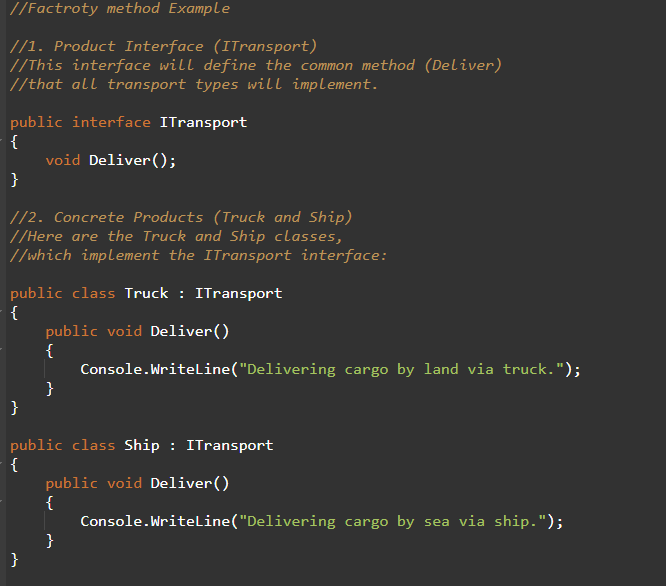 //Factroty method Example
//1. Product Interface (ITransport)
//This interface will define the common method (Deliver)
//that all transport types will implement.
public interface ITransport
{
    void Deliver();
}
//2. Concrete Products (Truck and Ship)
//Here are the Truck and Ship classes,
//which implement the ITransport interface:
public class Truck : ITransport
{
    public void Deliver()
    {
        Console.WriteLine("Delivering cargo by land via truck.");
    }
}
public class Ship : ITransport
{
    public void Deliver()
    {
        Console.WriteLine("Delivering cargo by sea via ship.");
    }
}